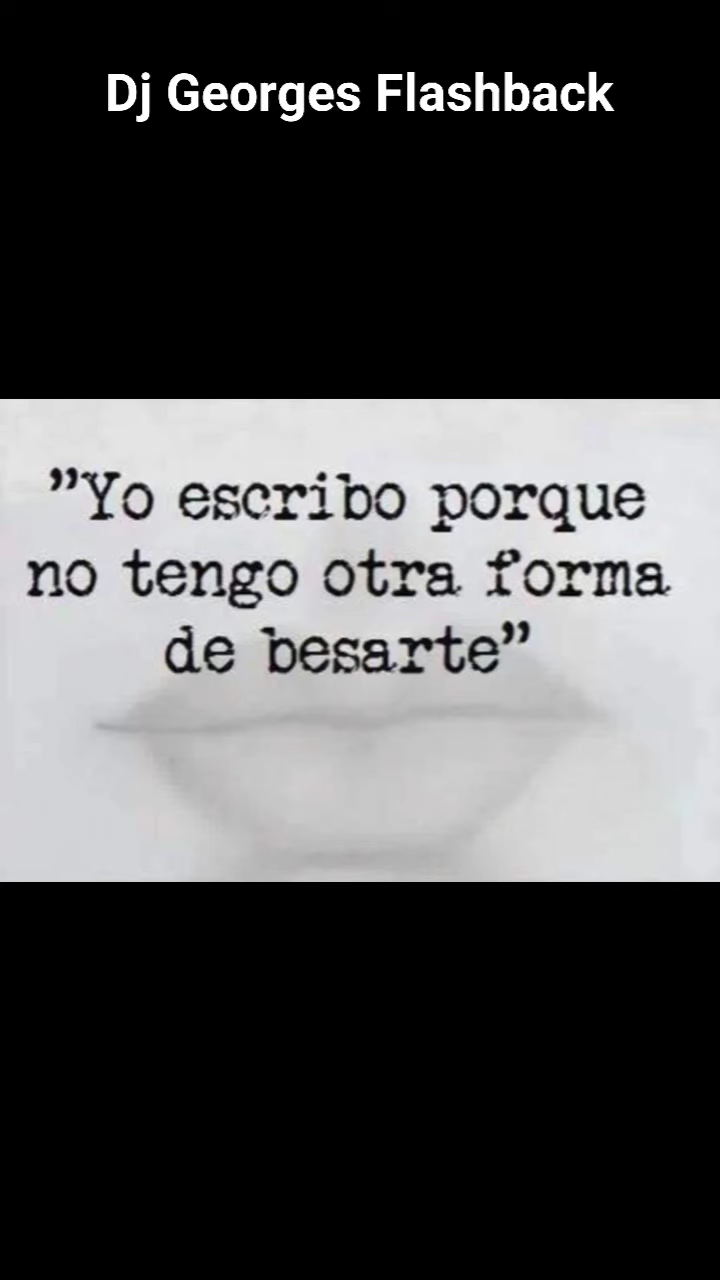 Dj Georges Flashback
”Yo escribo porque
no tengo otra forma
de besarte”